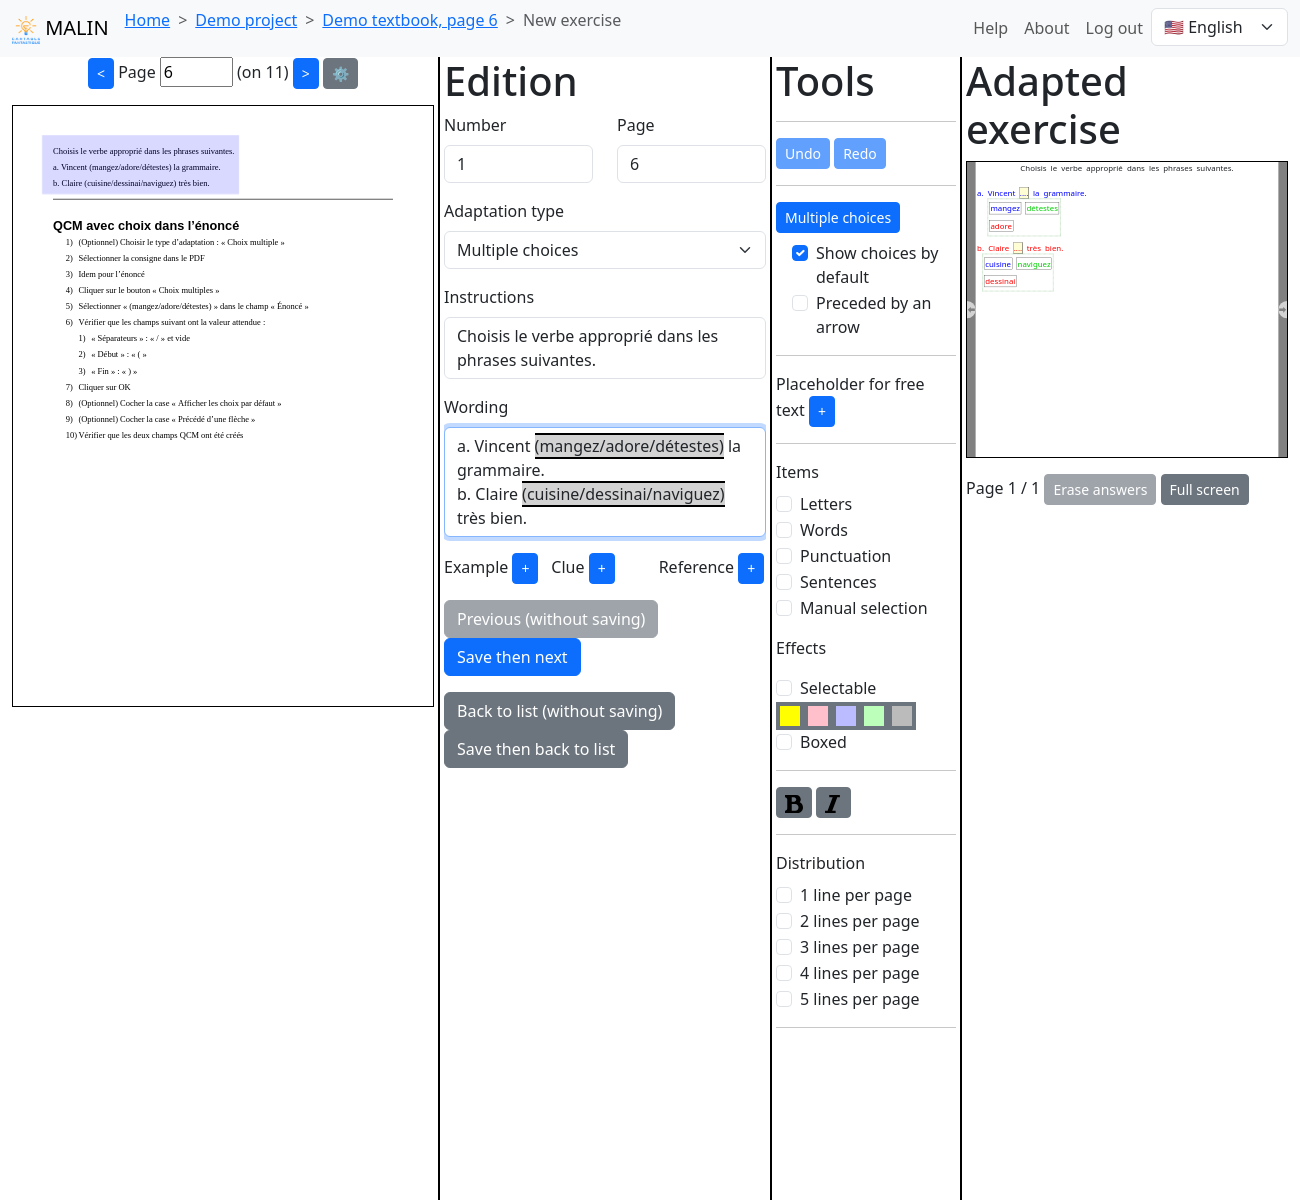 MALIN Home > Demo project > Demo textbook, page 6 > New exercise Help About Log out 🇺🇸 English
< Page 6 (on 11) > ⚙️
Choisis le verbe approprié dans les phrases suivantes.
a. Vincent (mangez/adore/détestes) la grammaire.
b. Claire (cuisine/dessinai/naviguez) très bien.
QCM avec choix dans l’énoncé
1) (Optionnel) Choisir le type d’adaptation : « Choix multiple »
2) Sélectionner la consigne dans le PDF
3) Idem pour l’énoncé
4) Cliquer sur le bouton « Choix multiples »
5) Sélectionner « (mangez/adore/détestes) » dans le champ « Énoncé »
6) Vérifier que les champs suivant ont la valeur attendue :
1) « Séparateurs » : « / » et vide
2) « Début » : « ( »
3) « Fin » : « ) »
7) Cliquer sur OK
8) (Optionnel) Cocher la case « Afficher les choix par défaut »
9) (Optionnel) Cocher la case « Précédé d’une flèche »
10) Vérifier que les deux champs QCM ont été créés
Edition
Number Page
1 6
Adaptation type
Multiple choices
Instructions
Choisis le verbe approprié dans les
phrases suivantes.
Wording
a. Vincent (mangez/adore/détestes) la
grammaire.
b. Claire (cuisine/dessinai/naviguez)
très bien.
Example + Clue + Reference +
Previous (without saving)
Save then next
Back to list (without saving)
Save then back to list
Tools
Undo Redo
Multiple choices
Show choices by
default
Preceded by an
arrow
Placeholder for free
text +
Items
Letters
Words
Punctuation
Sentences
Manual selection
Effects
Selectable
Boxed
B I
Distribution
1 line per page
2 lines per page
3 lines per page
4 lines per page
5 lines per page
Adapted
exercise
Choisis le verbe approprié dans les phrases suivantes.
a. Vincent ... la grammaire.
mangez détestes
adore
b. Claire ... très bien.
cuisine naviguez
dessinai
Page 1 / 1 Erase answers Full screen